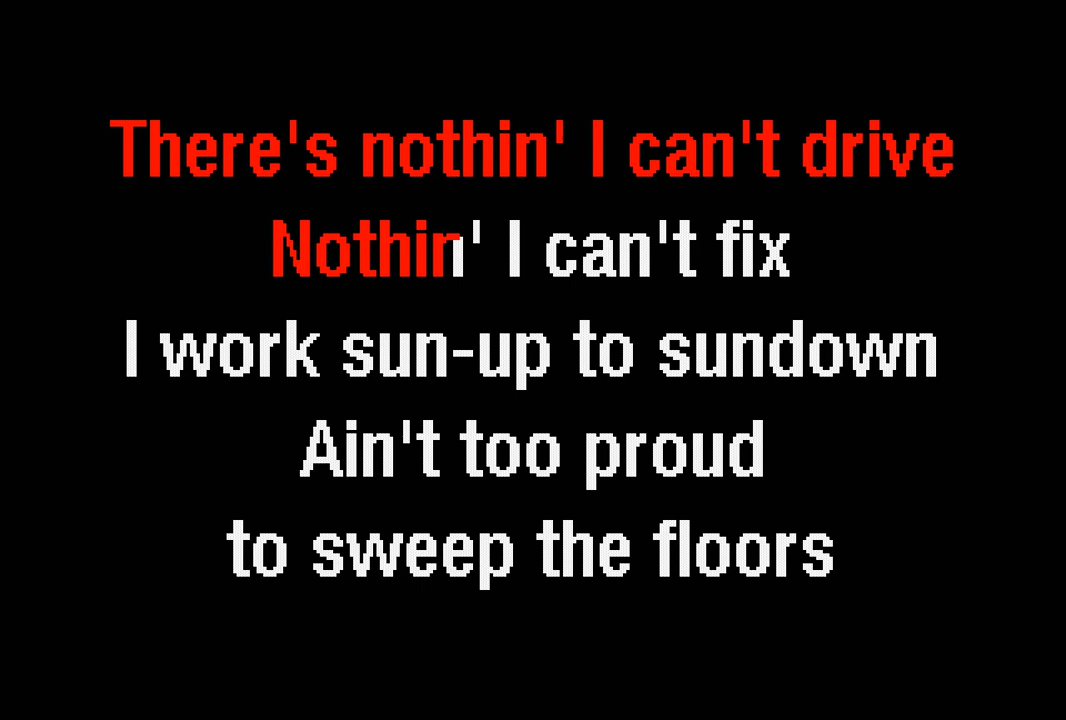 There's nothin' I can't drive
Nothin' I can't fix
I work sun-up to sundown
Ain't too proud
to sweep the floors